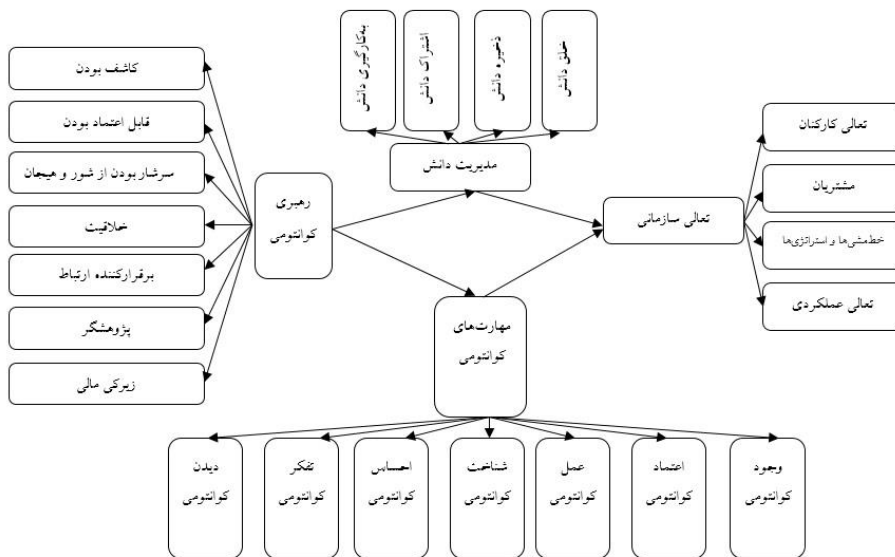 خلق دانش
ذخیره دانش
اشتراک دانش
به‌کارگیری دانش
مدیریت دانش
تعالی کارکنان
مشتریان
خط‌مشی‌ها و استراتژی‌ها
تعالی عملکردی
تعالی سازمانی
رهبری
کوانتومی
کاشف بودن
قابل اعتماد بودن
سرشار بودن از شور و هیجان
خلاقیت
برقرارکننده ارتباط
پژوهشگر
زیرکی مالی
مهارت‌های
کوانتومی
وجود
کوانتومی
اعتماد
کوانتومی
عمل
کوانتومی
شناخت
کوانتومی
احساس
کوانتومی
تفکر
کوانتومی
دیدن
کوانتومی